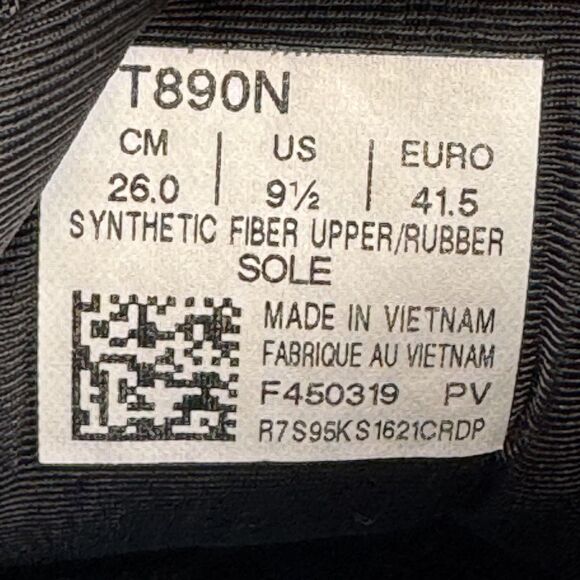 T890N
CM | US | EURO
26.0 | 9½ | 41.5
SYNTHETIC FIBER UPPER/RUBBER
SOLE
MADE IN VIETNAM
FABRIQUE AU VIETNAM
F450319 PV
R7S95KS1621CRDP